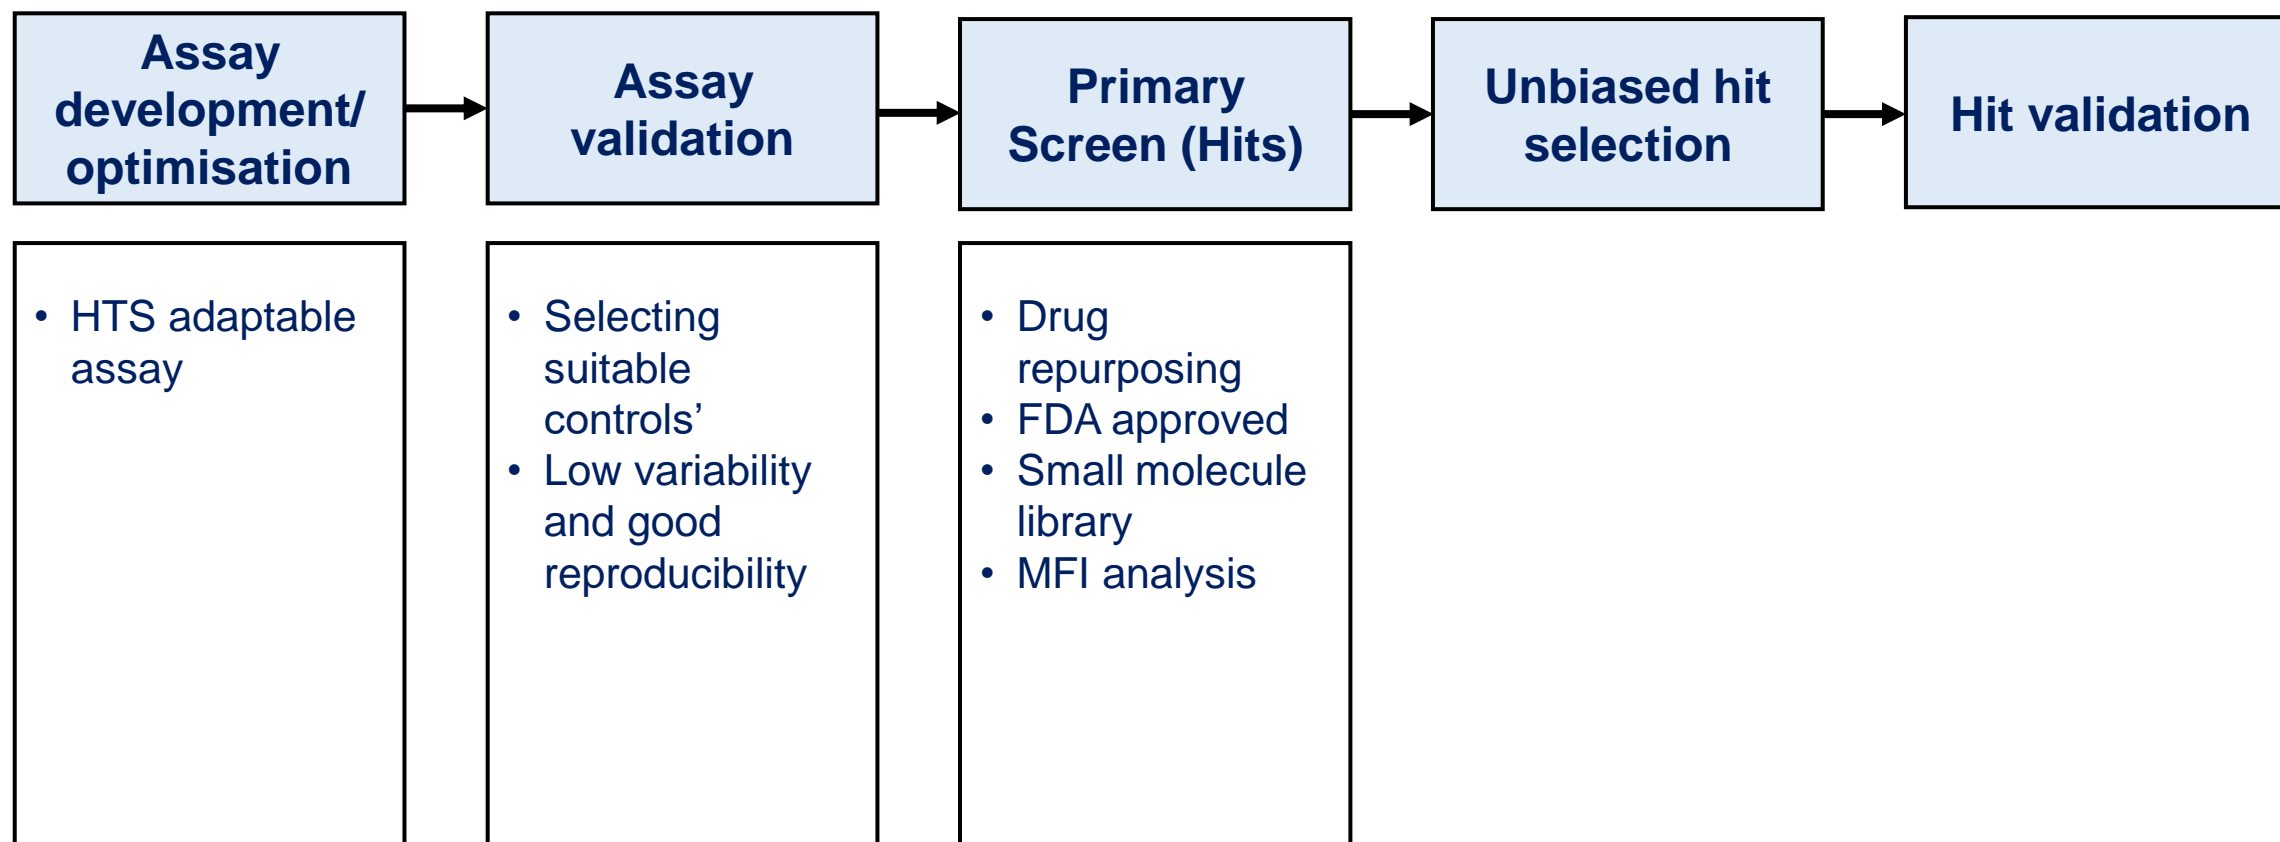 Assay
development/
optimisation
Assay
validation
Primary
Screen (Hits)
Unbiased hit
selection
Hit validation
• HTS adaptable
assay
• Selecting
suitable
controls’
• Low variability
and good
reproducibility
• Drug
repurposing
• FDA approved
• Small molecule
library
• MFI analysis